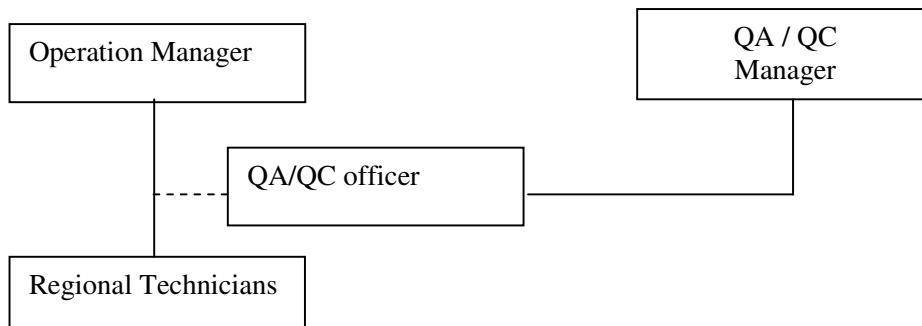 Operation Manager
QA / QC
Manager
QA/QC officer
Regional Technicians